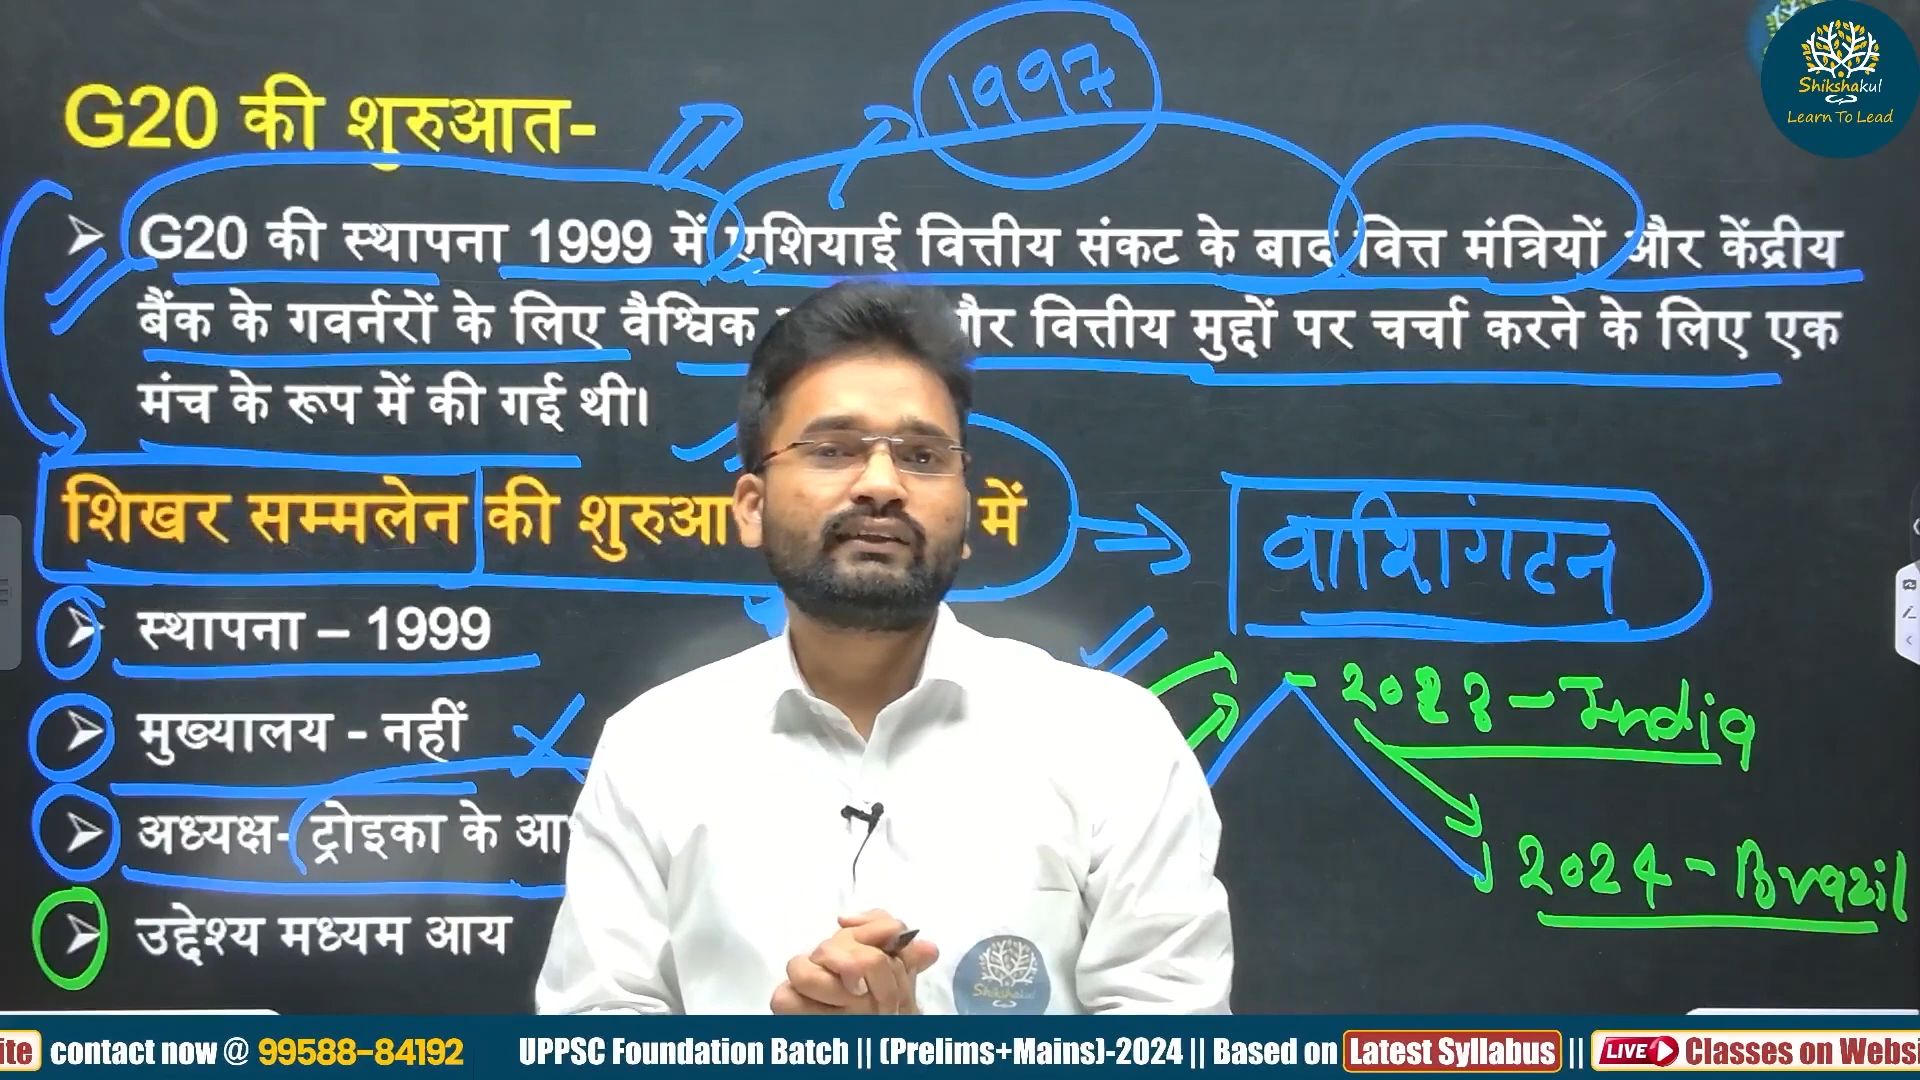 1997
Shikshakul
Learn To Lead
G20 की शुरुआत-
G20 की स्थापना 1999 में एशियाई वित्तीय संकट के बाद वित्त मंत्रियों और केंद्रीय
बैंक के गवर्नरों के लिए वैश्विक और वित्तीय मुद्दों पर चर्चा करने के लिए एक
मंच के रूप में की गई थी।
शिखर सम्मलेन की शुरुआ में
वाशिंगटन
स्थापना – 1999
2023 - India
मुख्यालय - नहीं
अध्यक्ष- ट्रोइका के
2024 - Brazil
उद्देश्य मध्यम आय
Shikshakul
contact now @ 99588-84192 UPPSC Foundation Batch || (Prelims+Mains)-2024 || Based on Latest Syllabus || LIVE Classes on